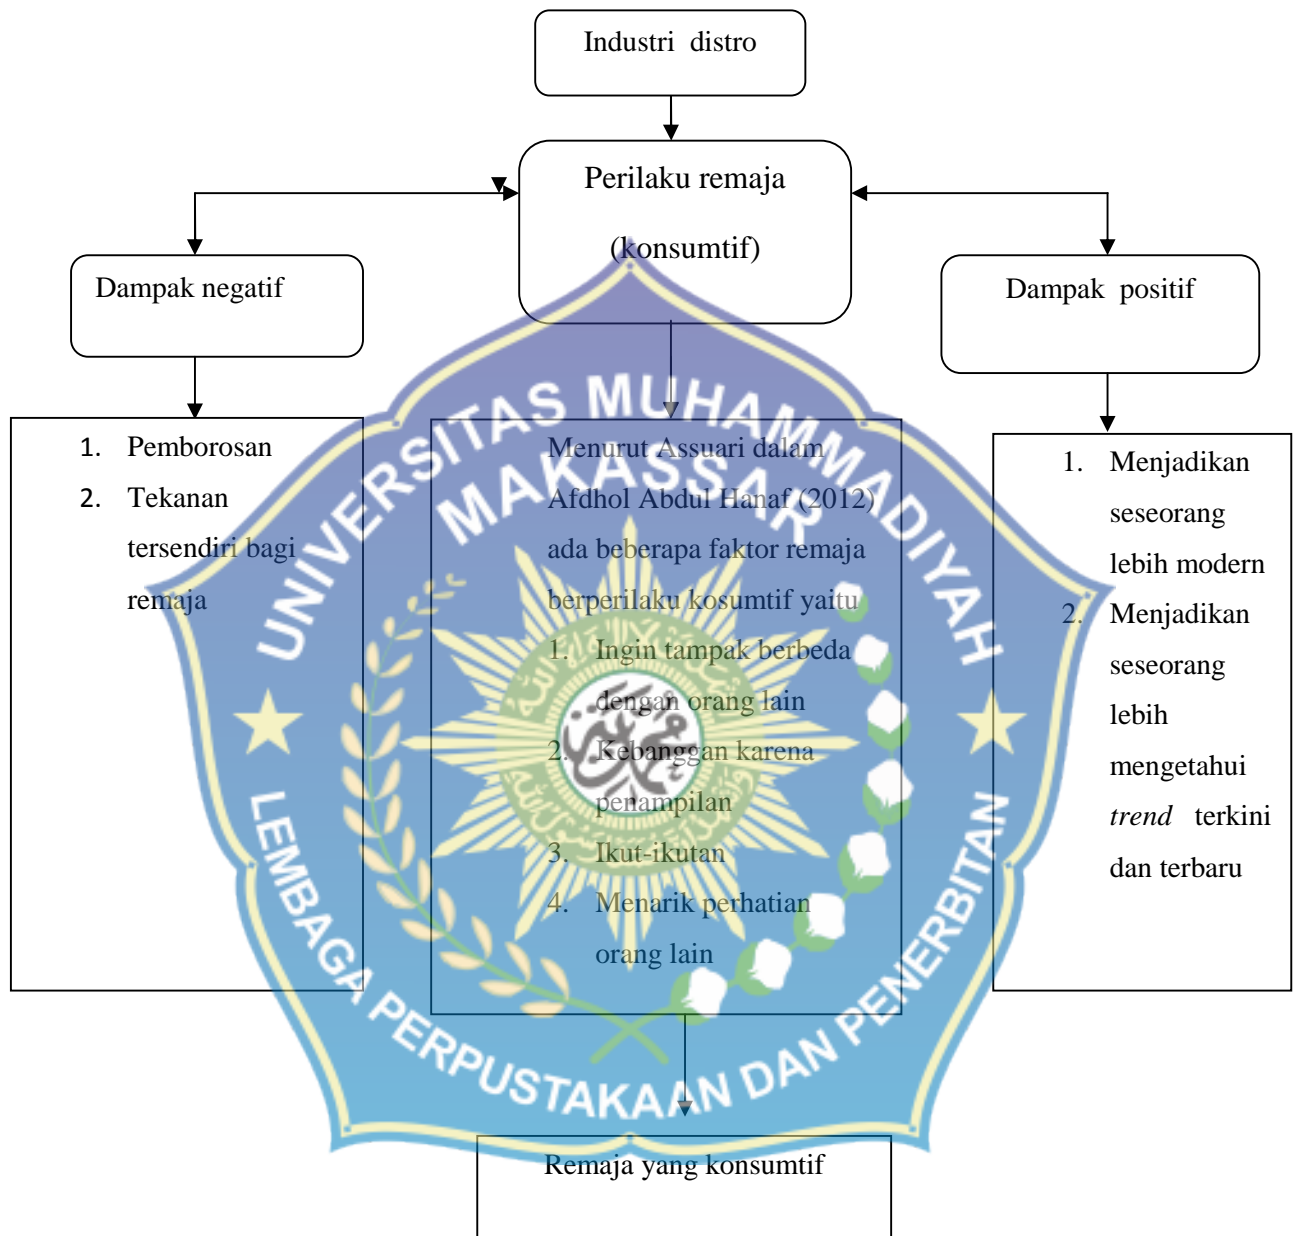 Industri distro
Perilaku remaja
(konsumtif)
Dampak negatif
Dampak positif
1. Pemborosan
2. Tekanan
tersendiri bagi
remaja
Menurut Assuari dalam
Afdhol Abdul Hanaf (2012)
ada beberapa faktor remaja
berperilaku kosumtif yaitu
1. Ingin tampak berbeda
dengan orang lain
2. Kebanggan karena
penampilan
3. Ikut-ikutan
4. Menarik perhatian
orang lain
1. Menjadikan
seseorang
lebih modern
2. Menjadikan
seseorang
lebih
mengetahui
trend terkini
dan terbaru
Remaja yang konsumtif
UNIVERSITAS MUHAMMADIYAH
MAKASSAR
LEMBAGA PERPUSTAKAAN DAN PENERBITAN